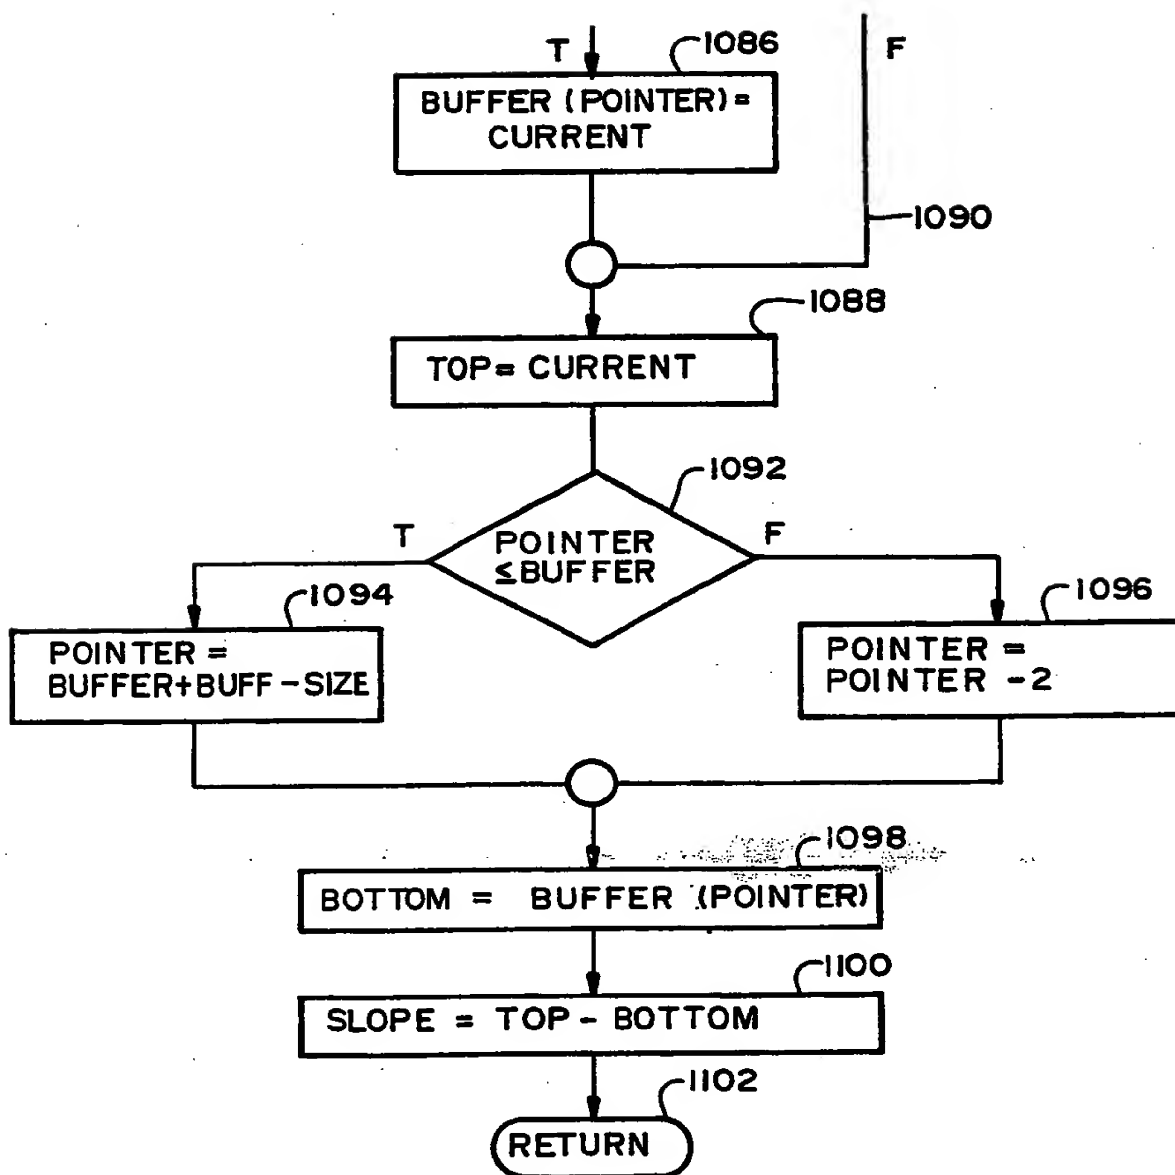 T
1086
F
BUFFER (POINTER) =
CURRENT
1090
1088
TOP = CURRENT
1092
T
POINTER
≤BUFFER
F
1094
POINTER =
BUFFER+BUFF-SIZE
1096
POINTER =
POINTER -2
1098
BOTTOM = BUFFER (POINTER)
1100
SLOPE = TOP - BOTTOM
1102
RETURN